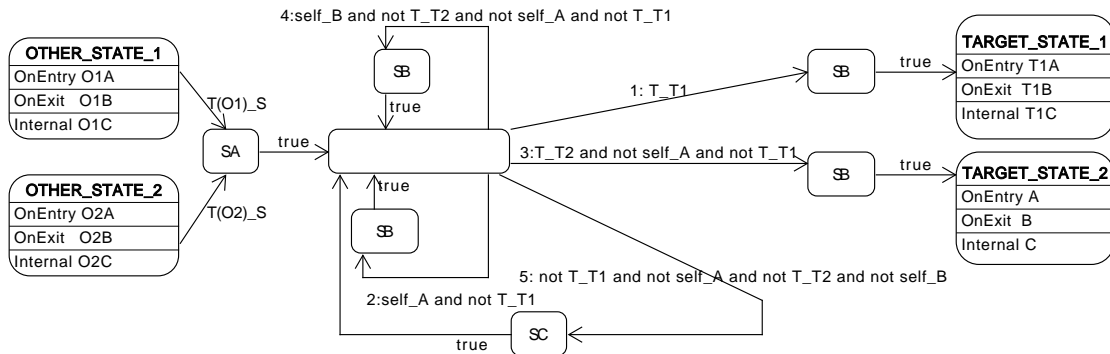 4:self_B and not T_T2 and not self_A and not T_T1
OTHER_STATE_1
OnEntry O1A
OnExit O1B
Internal O1C
T(O1)_S
SB
true
1: T_T1
SB
true
TARGET_STATE_1
OnEntry T1A
OnExit T1B
Internal T1C
SA
true
3:T_T2 and not self_A and not T_T1
SB
true
TARGET_STATE_2
OnEntry A
OnExit B
Internal C
OTHER_STATE_2
OnEntry O2A
OnExit O2B
Internal O2C
T(O2)_S
true
SB
5: not T_T1 and not self_A and not T_T2 and not self_B
2:self_A and not T_T1
SC
true